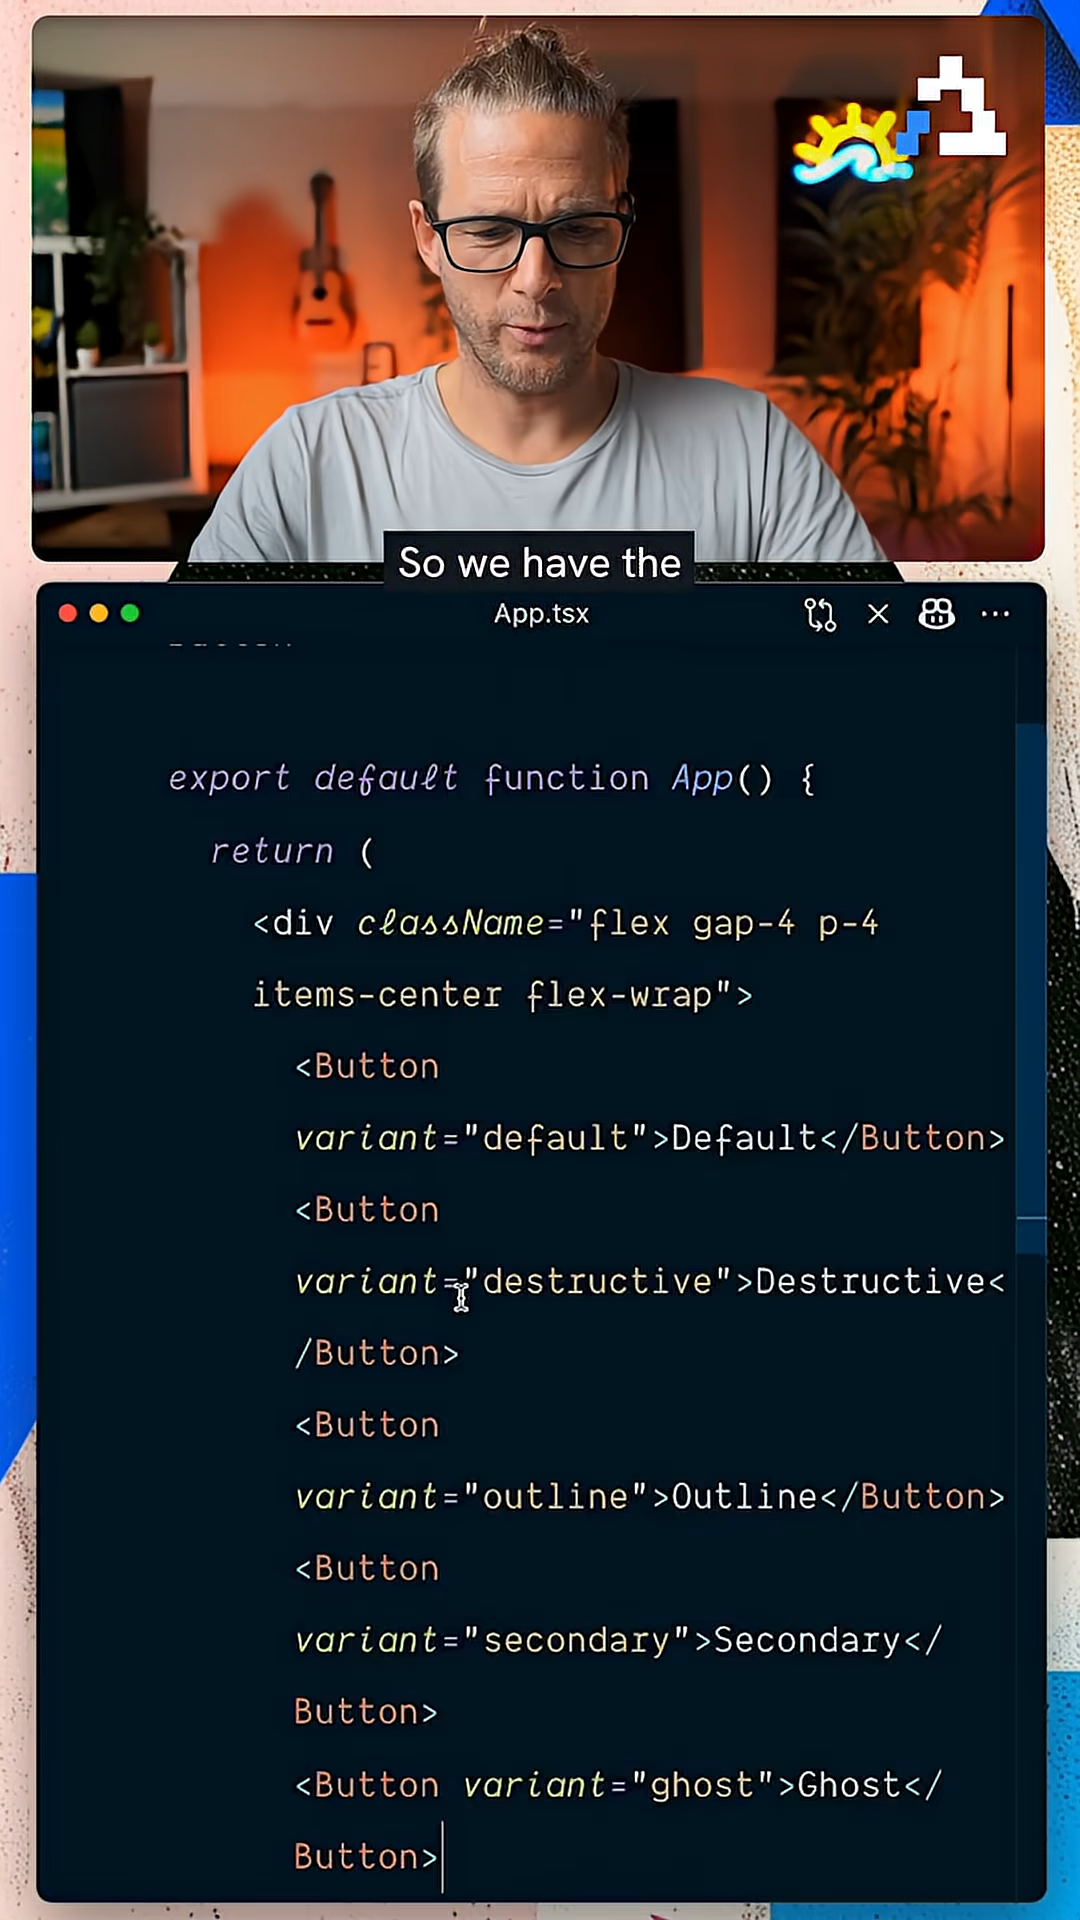 So we have the
App.tsx
export default function App() {
return (
<div className="flex gap-4 p-4
items-center flex-wrap">
<Button
variant="default">Default</Button>
<Button
variant="destructive">Destructive<
/Button>
<Button
variant="outline">Outline</Button>
<Button
variant="secondary">Secondary</
Button>
<Button variant="ghost">Ghost</
Button>